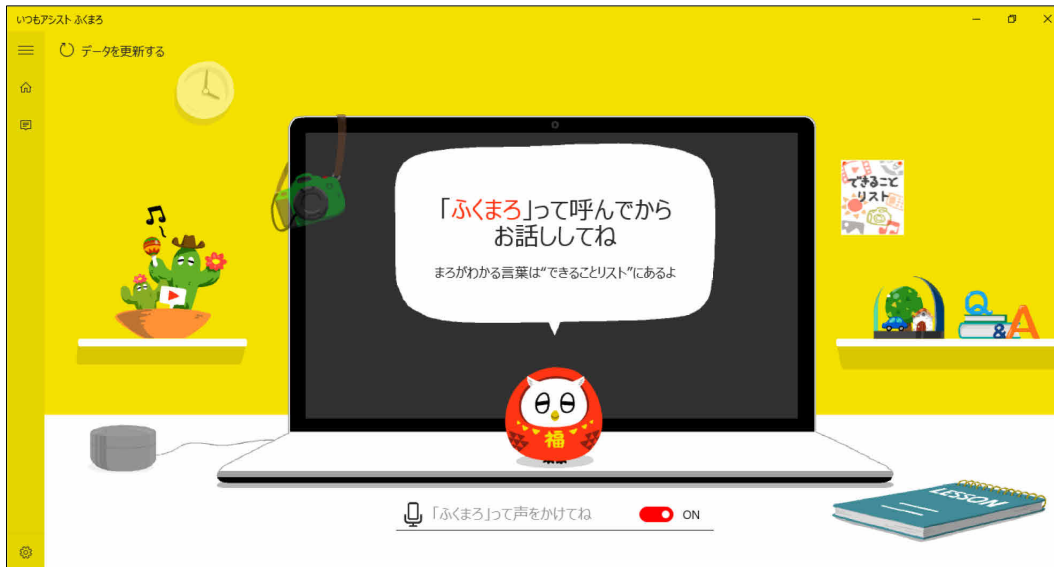 いつもアシスト ふくまろ
データを更新する
「ふくまろ」って呼んでから
お話ししてね
まろがわかる言葉は“できることリスト”にあるよ
できること
リスト
Q
&
A
福
LESSON
「ふくまろ」って声をかけてね
ON